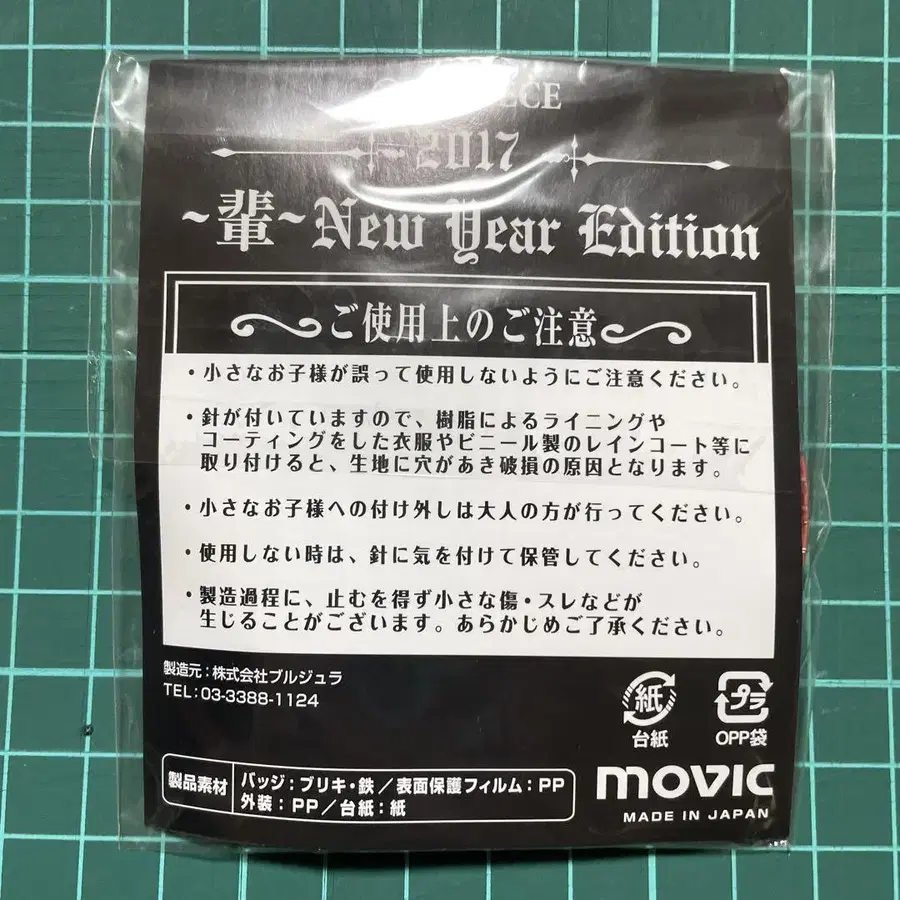 2017
~輩~New Year Edition
ご使用上のご注意
・小さなお子様が誤って使用しないようにご注意ください。
・針が付いていますので、樹脂によるライニングや
コーティングをした衣服やビニール製のレインコート等に
取り付けると、生地に穴があき破損の原因となります。
・小さなお子様への付け外しは大人の方が行ってください。
・使用しない時は、針に気を付けて保管してください。
・製造過程に、止むを得ず小さな傷・スレなどが
生じることがございます。あらかじめご了承ください。
製造元：株式会社ブルジュラ
TEL：03-3388-1124
紙
台紙
プラ
OPP袋
製品素材
バッジ：ブリキ・鉄／表面保護フィルム：PP
外装：PP／台紙：紙
movic
MADE IN JAPAN